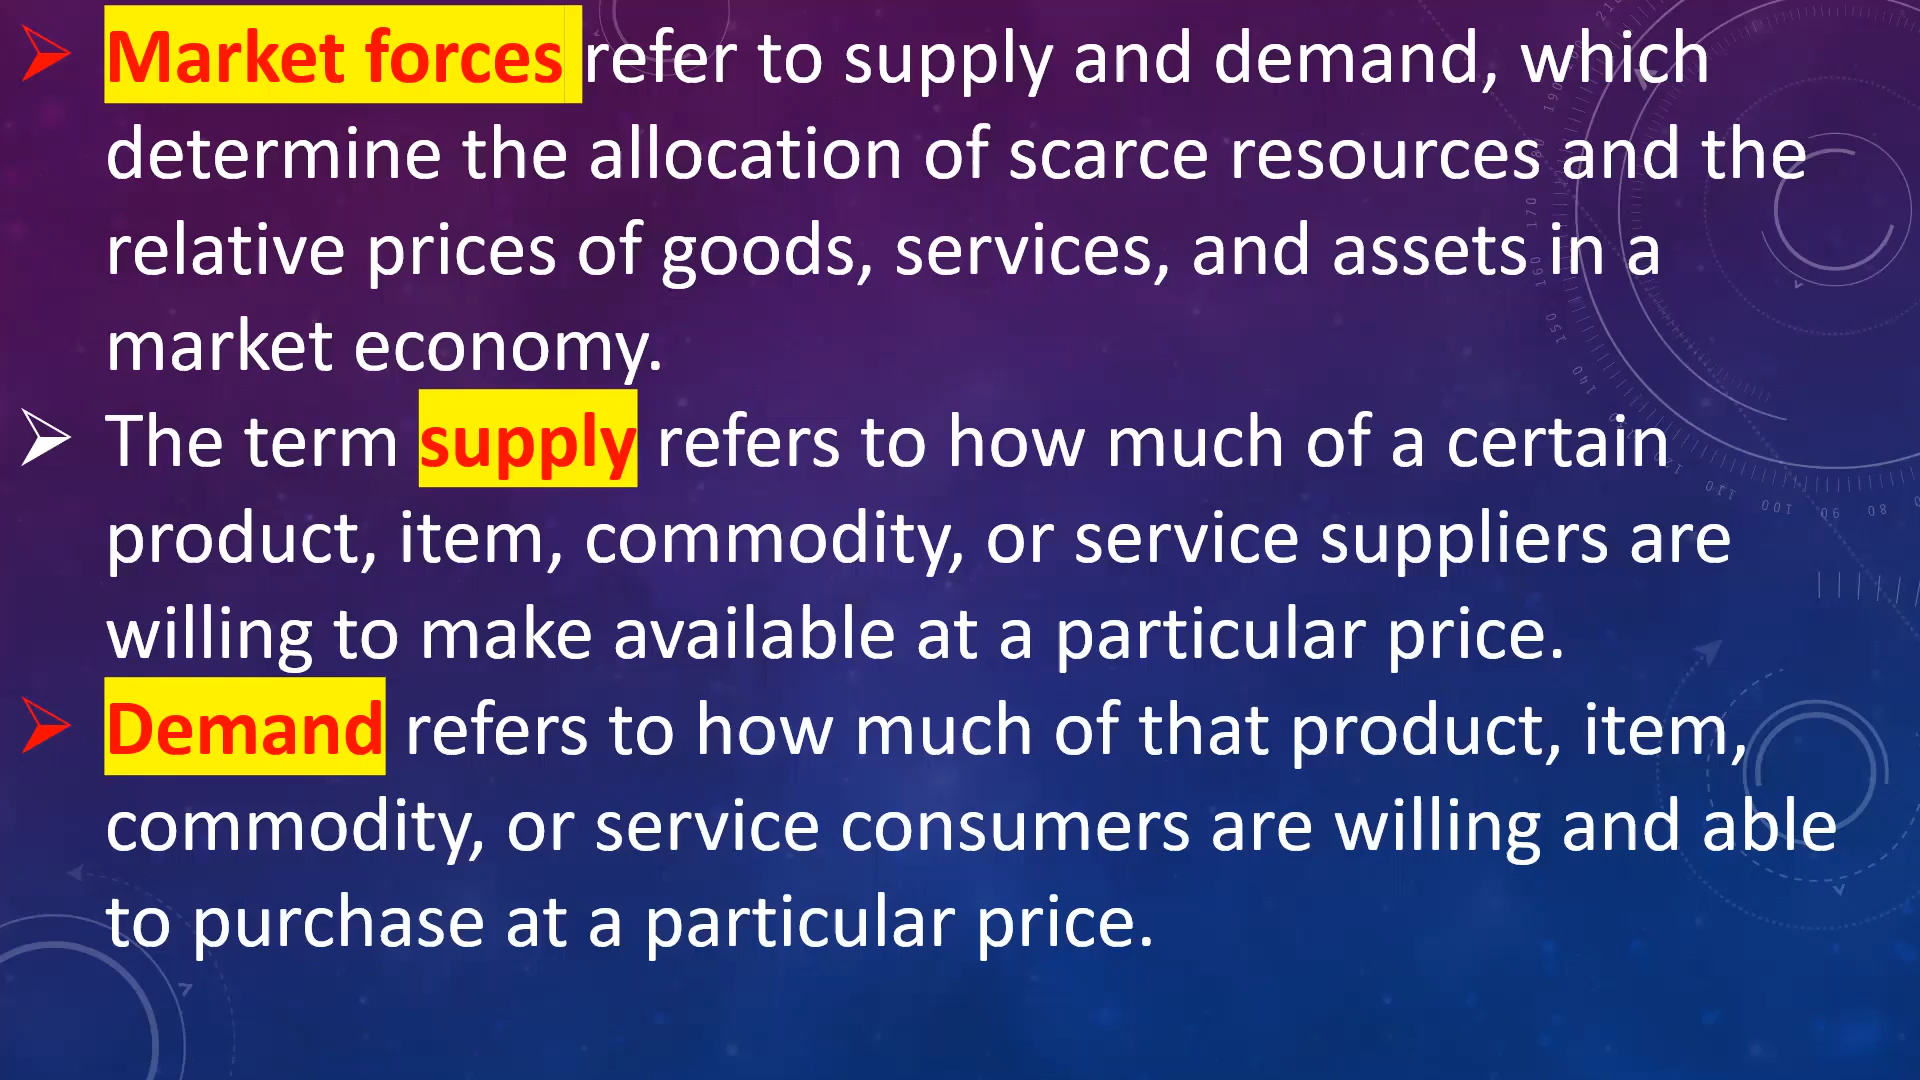 Market forces refer to supply and demand, which
determine the allocation of scarce resources and the
relative prices of goods, services, and assets in a
market economy.
The term supply refers to how much of a certain
product, item, commodity, or service suppliers are
willing to make available at a particular price.
Demand refers to how much of that product, item,
commodity, or service consumers are willing and able
to purchase at a particular price.